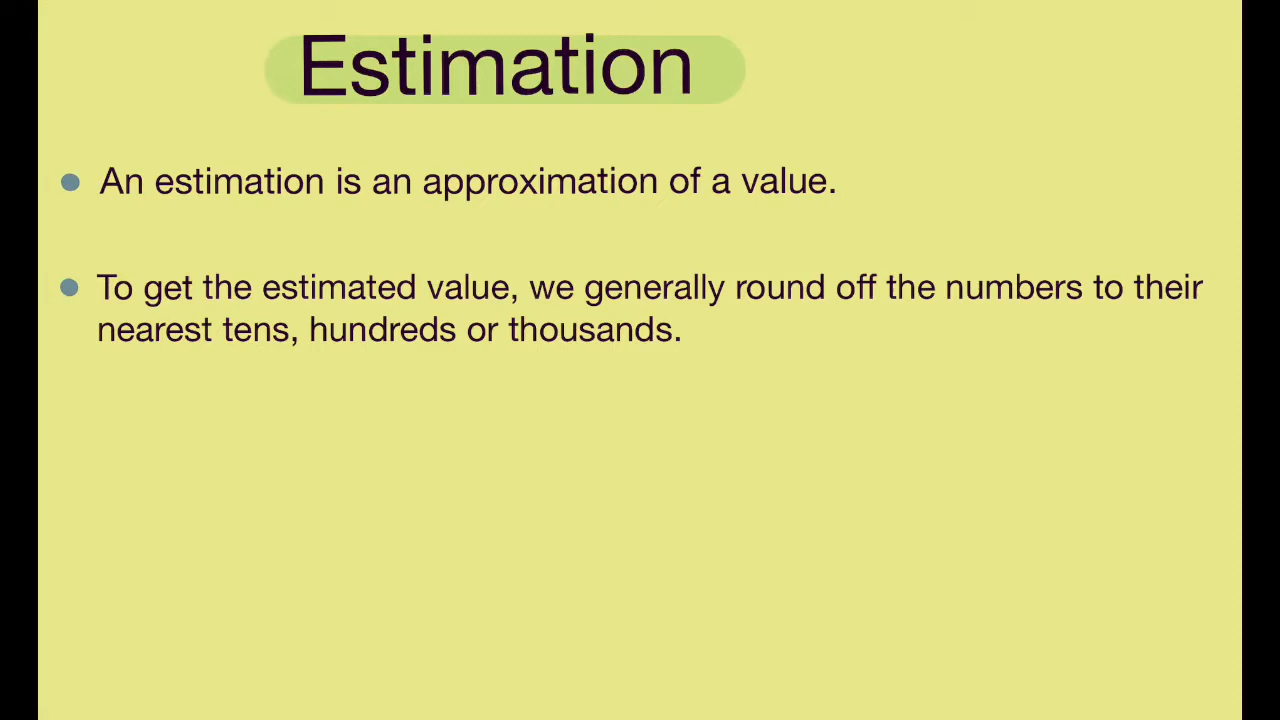 Estimation
An estimation is an approximation of a value.
To get the estimated value, we generally round off the numbers to their
nearest tens, hundreds or thousands.